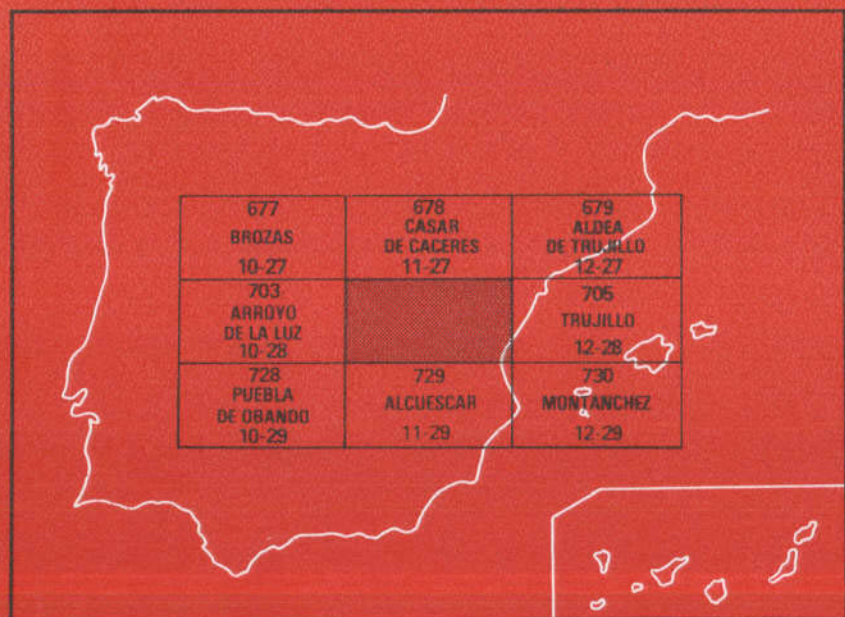 677
BROZAS
10-27
678
CASAR
DE CACERES
11-27
679
ALDEA
DE TRUJILLO
12-27
703
ARROYO
DE LA LUZ
10-28
705
TRUJILLO
12-28
728
PUEBLA
DE OBANDO
10-29
729
ALCUESCAR
11-29
730
MONTANCHEZ
12-29